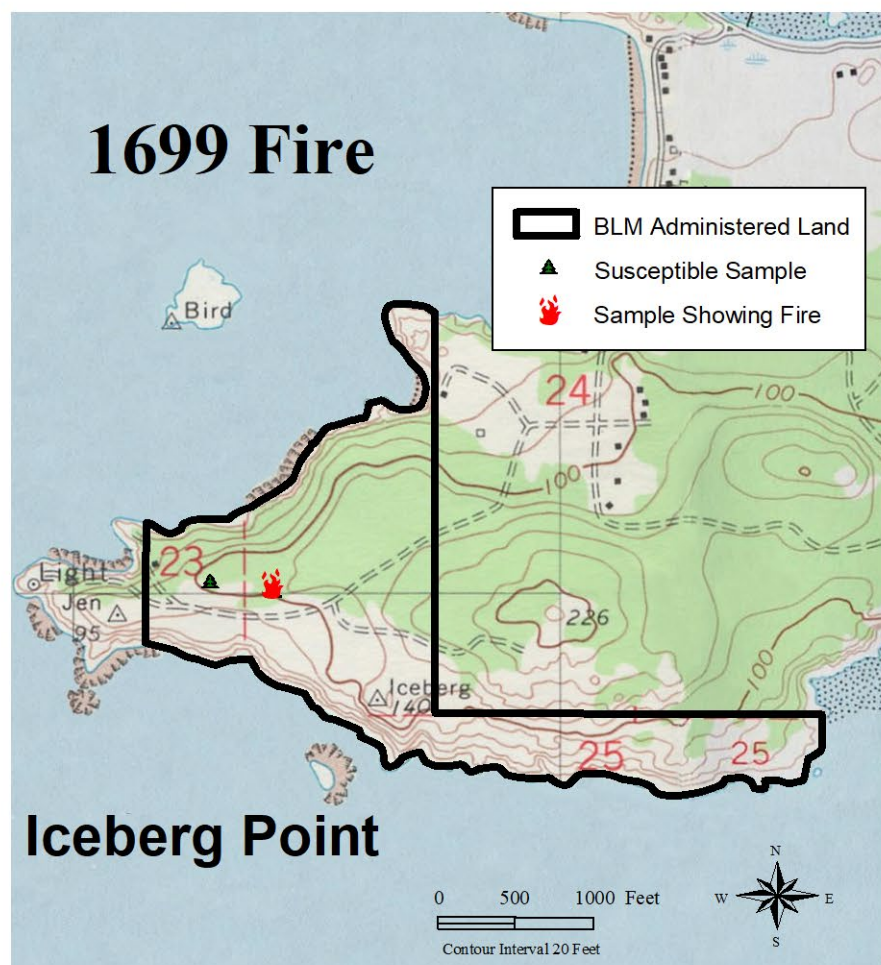 1699 Fire
BLM Administered Land
Susceptible Sample
Sample Showing Fire
Bird
24
100
100
23
Light
Jen
95
226
100
Iceberg
140
25
25
Iceberg Point
N
W E
S
0 500 1000 Feet
Contour Interval 20 Feet